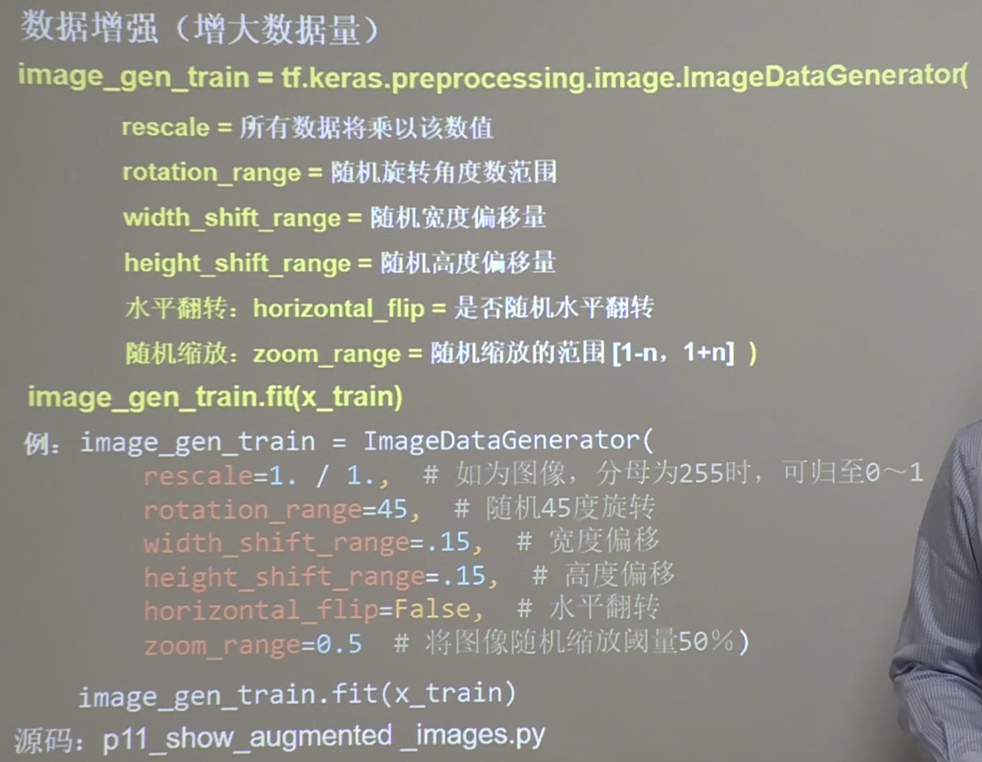 数据增强（增大数据量）
image_gen_train = tf.keras.preprocessing.image.ImageDataGenerator(
rescale = 所有数据将乘以该数值
rotation_range = 随机旋转角度数范围
width_shift_range = 随机宽度偏移量
height_shift_range = 随机高度偏移量
水平翻转：horizontal_flip = 是否随机水平翻转
随机缩放：zoom_range = 随机缩放的范围 [1-n，1+n] )
image_gen_train.fit(x_train)
例：image_gen_train = ImageDataGenerator(
rescale=1. / 1., # 如为图像，分母为255时，可归至0～1
rotation_range=45, # 随机45度旋转
width_shift_range=.15, # 宽度偏移
height_shift_range=.15, # 高度偏移
horizontal_flip=False, # 水平翻转
zoom_range=0.5 # 将图像随机缩放阈量50％)
image_gen_train.fit(x_train)
源码：p11_show_augmented _images.py